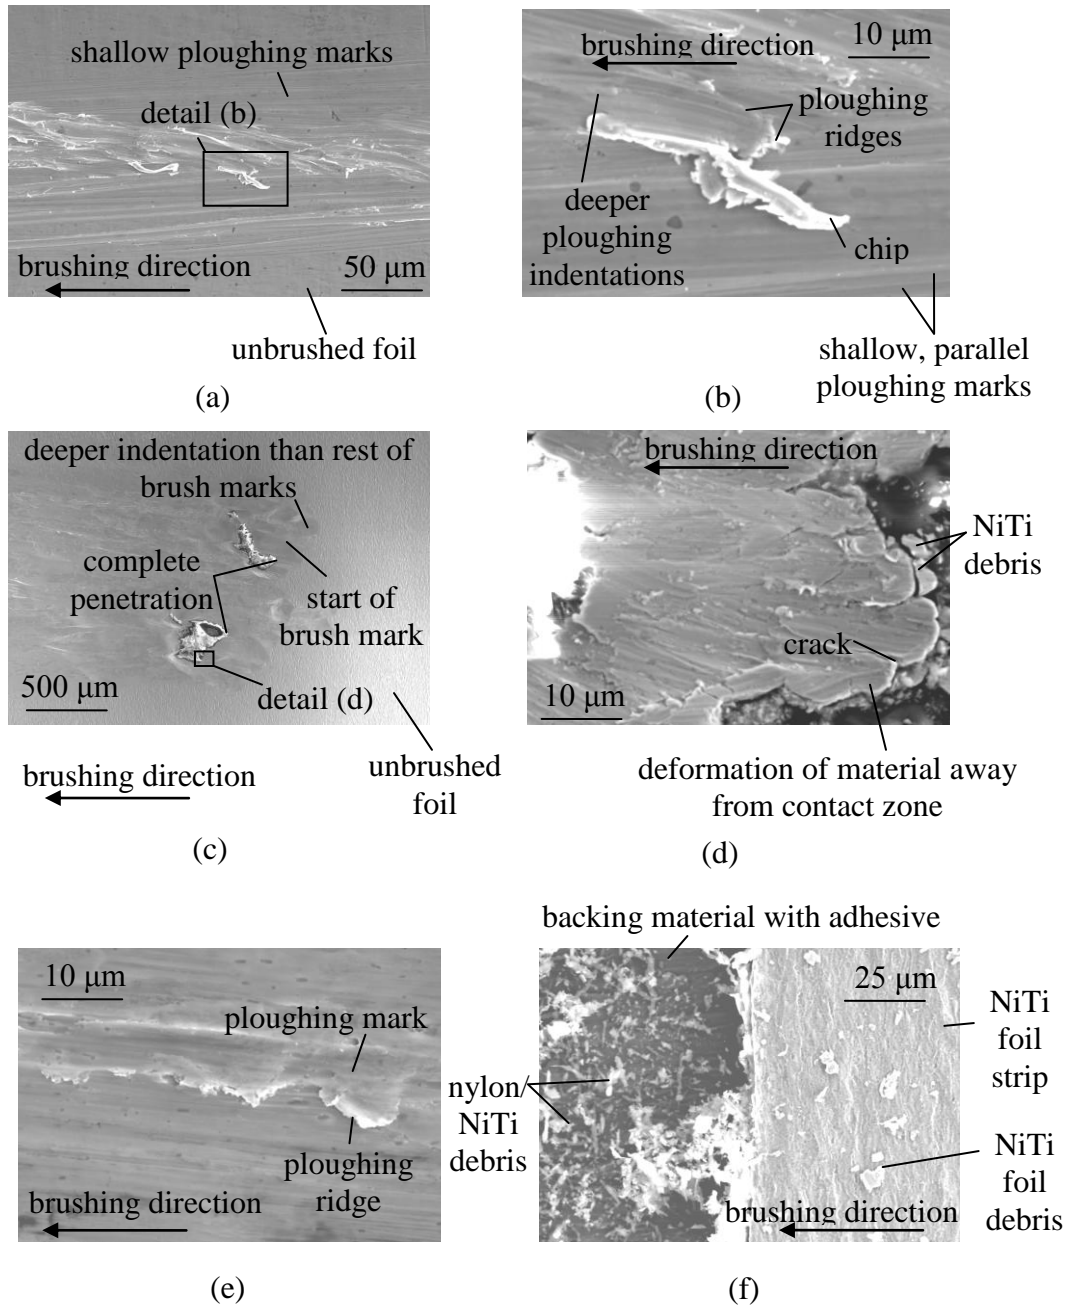 shallow ploughing marks
detail (b)
brushing direction
50 μm
unbrushed foil
(a)
brushing direction
10 μm
ploughing
ridges
deeper
ploughing
indentations
chip
shallow, parallel
ploughing marks
(b)
deeper indentation than rest of
brush marks
complete
penetration
start of
brush mark
500 μm
detail (d)
brushing direction
unbrushed
foil
(c)
brushing direction
NiTi
debris
crack
10 μm
deformation of material away
from contact zone
(d)
10 μm
ploughing mark
ploughing
ridge
brushing direction
(e)
backing material with adhesive
25 μm
NiTi
foil
strip
nylon/
NiTi
debris
NiTi
foil
debris
brushing direction
(f)